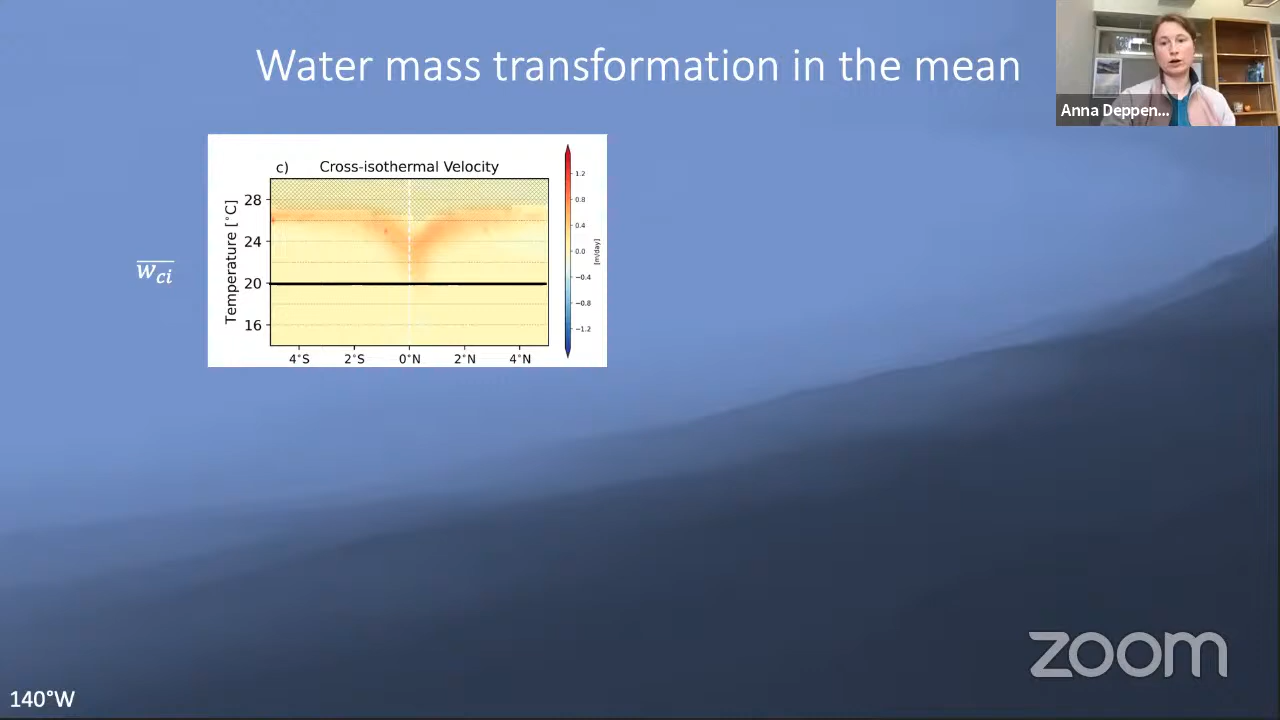 Water mass transformation in the mean
Anna Deppen...
c) Cross-isothermal Velocity
Temperature [°C]
28
24
20
16
4°S 2°S 0°N 2°N 4°N
1.2
0.8
0.4
0.0
−0.4
−0.8
−1.2
[m/day]
w̅c̅i̅
zoom
140°W